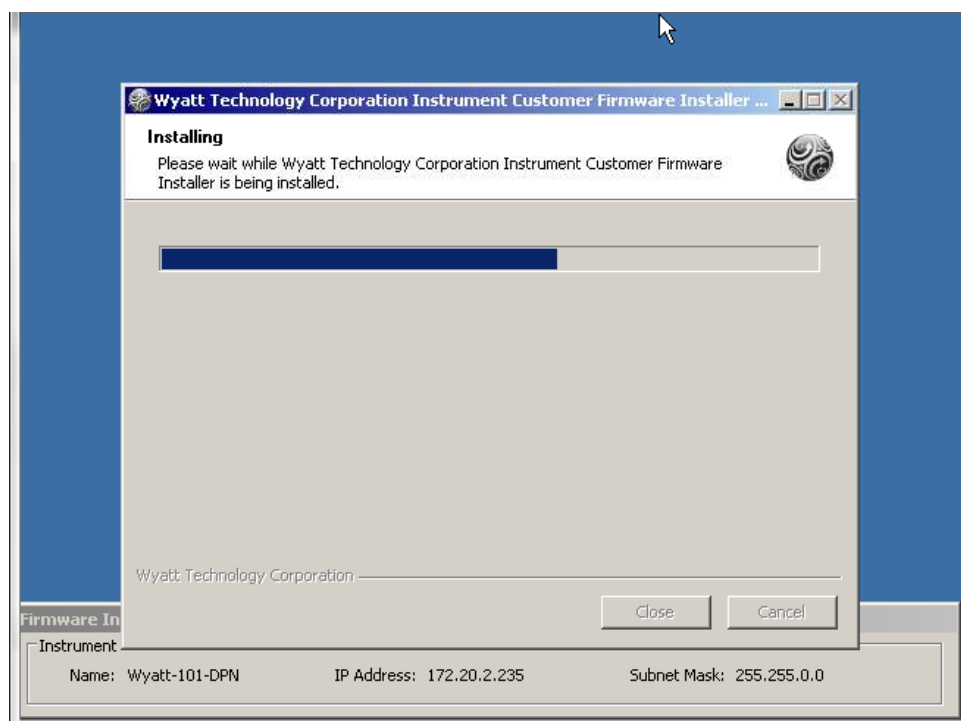 Wyatt Technology Corporation Instrument Customer Firmware Installer ...
Installing
Please wait while Wyatt Technology Corporation Instrument Customer Firmware
Installer is being installed.
Wyatt Technology Corporation
Close Cancel
Firmware In
Instrument
Name: Wyatt-101-DPN IP Address: 172.20.2.235 Subnet Mask: 255.255.0.0